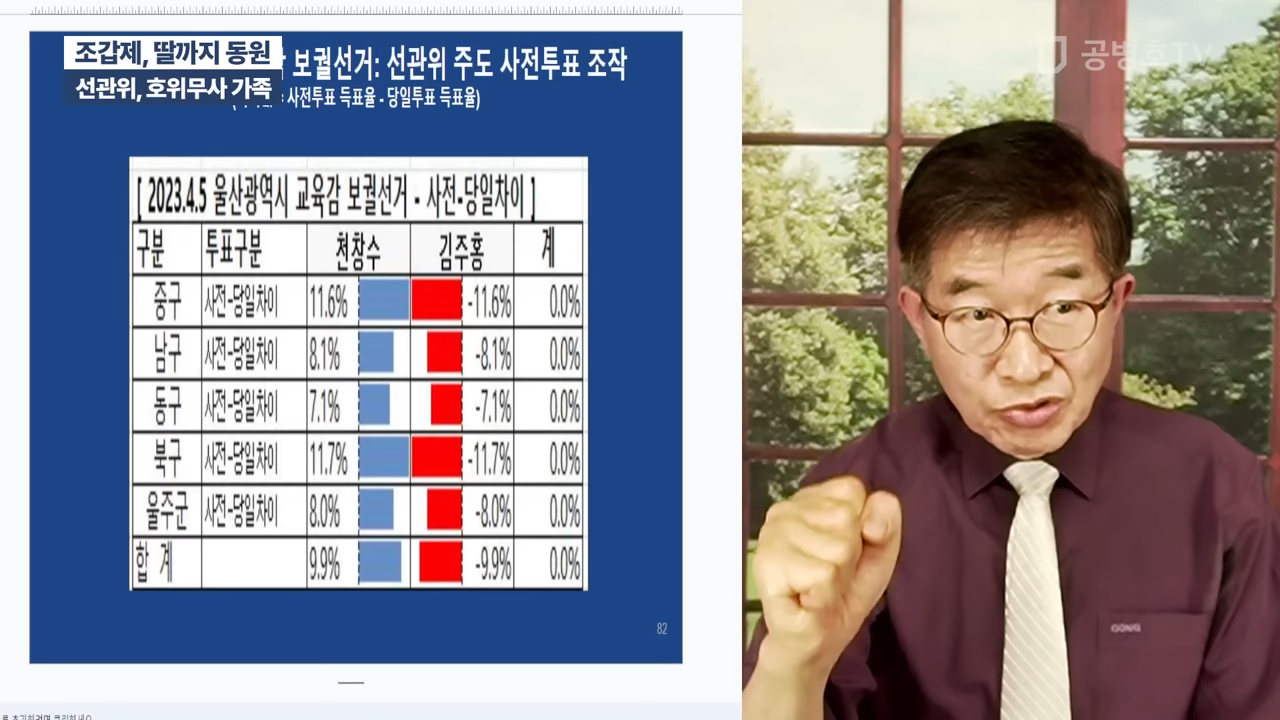 조갑제, 딸까지 동원
선관위, 호위무사 가족
보궐선거: 선관위 주도 사전투표 조작
사전투표 득표율 - 당일투표 득표율)
[ 2023.4.5 울산광역시 교육감 보궐선거 - 사전-당일차이 ]
구분 투표구분 천창수 김주홍 계
중구 사전-당일차이 11.6% -11.6% 0.0%
남구 사전-당일차이 8.1% -8.1% 0.0%
동구 사전-당일차이 7.1% -7.1% 0.0%
북구 사전-당일차이 11.7% -11.7% 0.0%
울주군 사전-당일차이 8.0% -8.0% 0.0%
합 계 9.9% -9.9% 0.0%
82
공병호TV
GONG